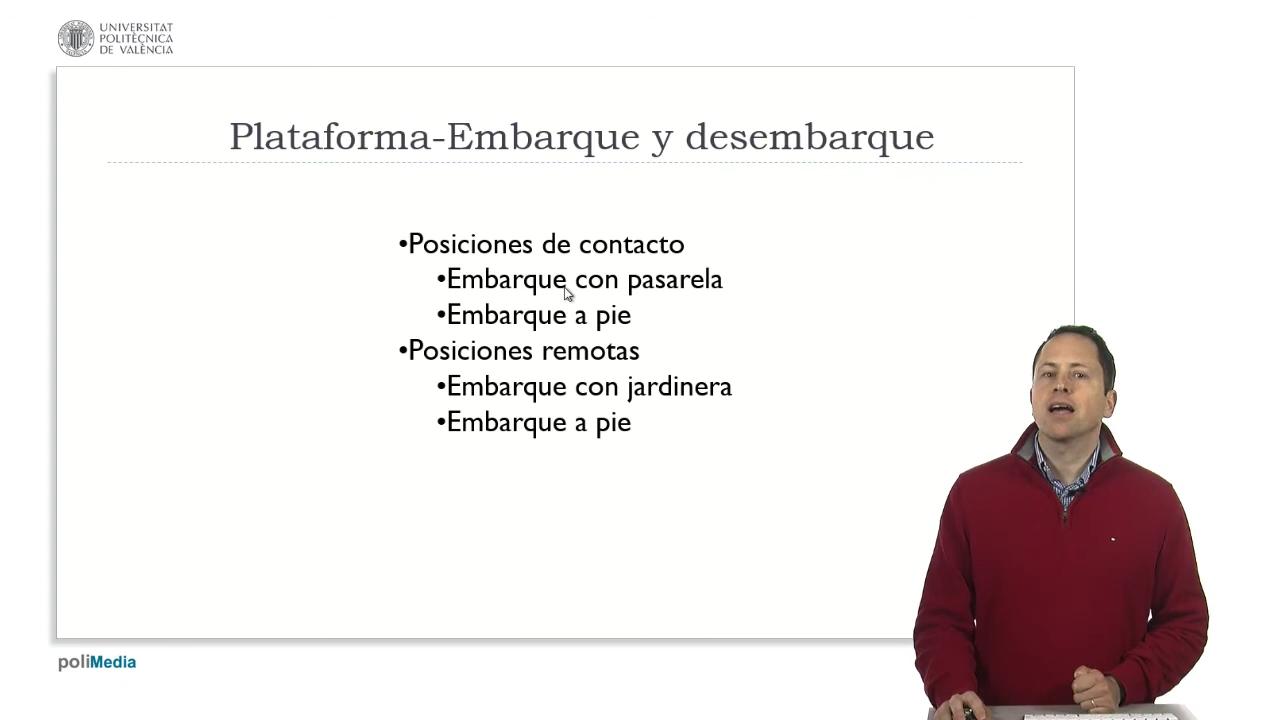 UNIVERSITAT
POLITÈCNICA
DE VALÈNCIA
Plataforma-Embarque y desembarque
•Posiciones de contacto
•Embarque con pasarela
•Embarque a pie
•Posiciones remotas
•Embarque con jardinera
•Embarque a pie
poliMedia